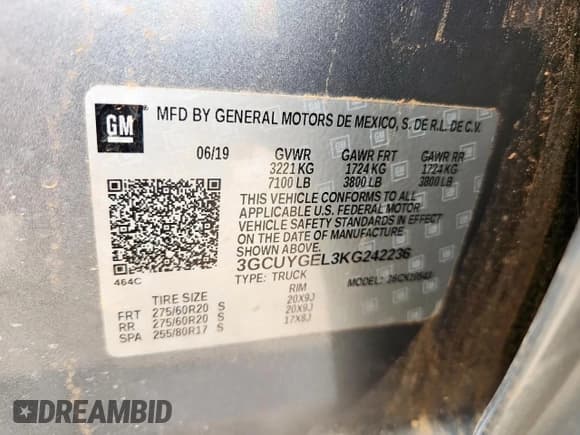 GM ® MFD BY GENERAL MOTORS DE MEXICO, S. DE R.L. DE C.V.
06/19 GVWR GAWR FRT GAWR RR
3221 KG 1724 KG 1724 KG
7100 LB 3800 LB 3800 LB
THIS VEHICLE CONFORMS TO ALL
APPLICABLE U.S. FEDERAL MOTOR
VEHICLE SAFETY STANDARDS IN EFFECT
ON THE DATE OF MANUFACTURE SHOWN ABOVE.
3GCUYGEL3KG242236
464C TYPE: TRUCK MODEL:
TIRE SIZE RIM
FRT 275/60R20 S 20X9J
RR 275/60R20 S 20X9J
SPA 255/80R17 S 17X8J
DREAMBID